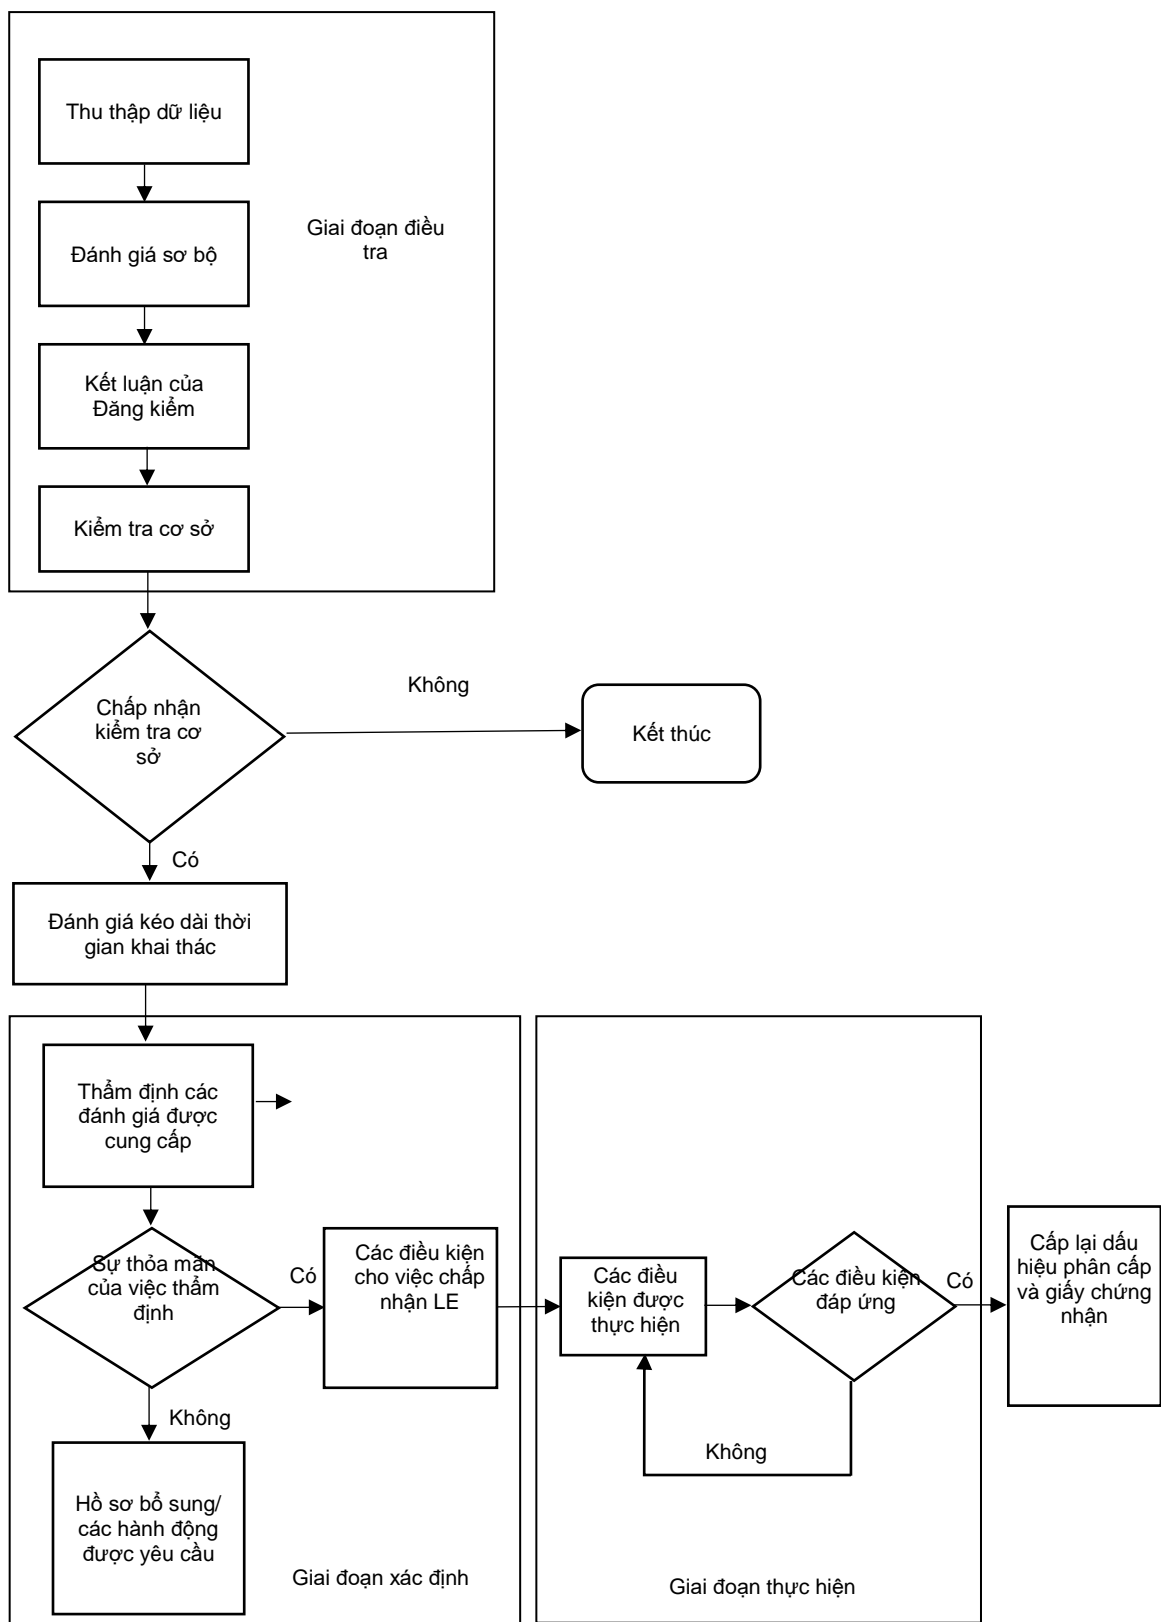 Thu thập dữ liệu
Đánh giá sơ bộ
Giai đoạn điều
tra
Kết luận của
Đăng kiểm
Kiểm tra cơ sở
Chấp nhận
kiểm tra cơ
sở
Không
Kết thúc
Có
Đánh giá kéo dài thời
gian khai thác
Thẩm định các
đánh giá được
cung cấp
Sự thỏa mãn
của việc thẩm
định
Có
Các điều kiện
cho việc chấp
nhận LE
Các điều
kiện được
thực hiện
Các điều kiện
đáp ứng
Có
Cấp lại dấu
hiệu phân cấp
và giấy chứng
nhận
Không
Không
Hồ sơ bổ sung/
các hành động
được yêu cầu
Giai đoạn xác định
Giai đoạn thực hiện